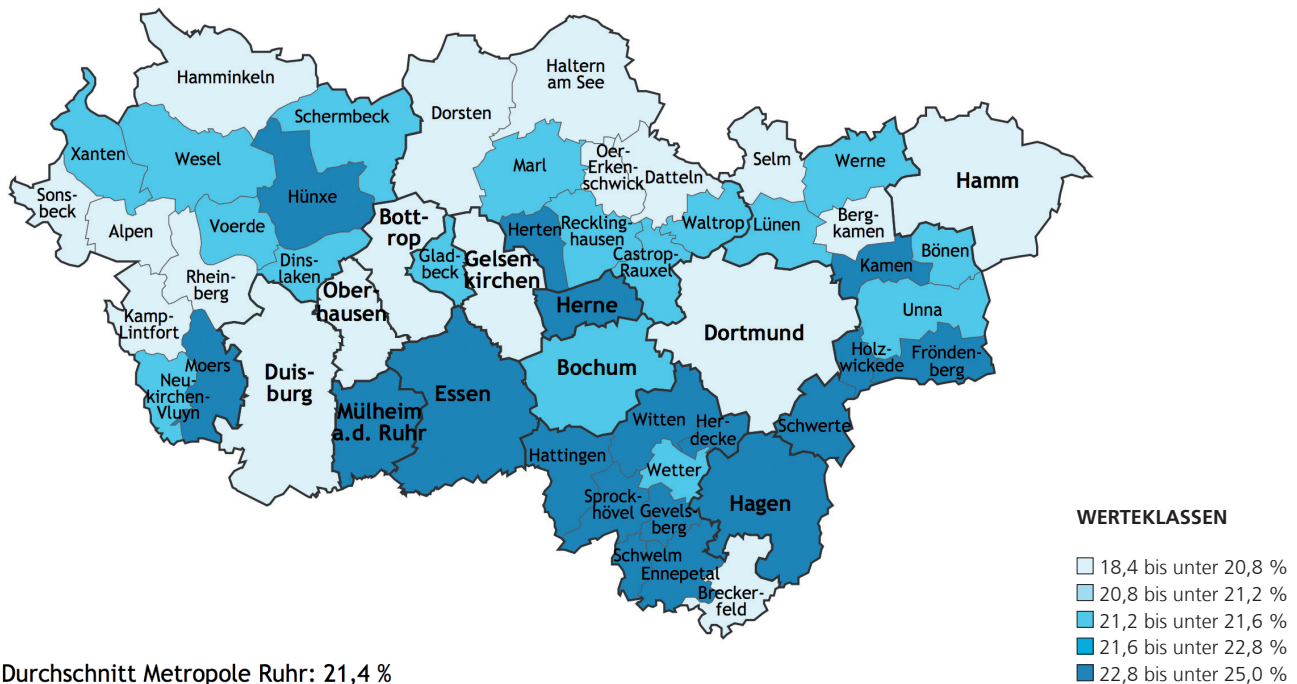 Hamminkeln
Haltern
am See
Dorsten
Schermbeck
Xanten
Wesel
Marl
Oer-
Erken-
schwick
Datteln
Selm
Werne
Hamm
Sons-
beck
Hünxe
Alpen
Voerde
Bott-
rop
Herten
Reckling-
hausen
Waltrop
Lünen
Berg-
kamen
Dins-
laken
Glad-
beck
Gelsen-
kirchen
Castrop-
Rauxel
Kamen
Bönen
Rhein-
berg
Ober-
hausen
Herne
Kamp-
Lintfort
Dortmund
Unna
Moers
Neu-
kirchen-
Vluyn
Duis-
burg
Bochum
Holz-
wickede
Frönden-
berg
Essen
Mülheim
a.d. Ruhr
Witten
Her-
decke
Schwerte
Hattingen
Wetter
Sprock-
hövel
Gevels-
berg
Hagen
Schwelm
Ennepetal
Brecker-
feld
WERTEKLASSEN
18,4 bis unter 20,8 %
20,8 bis unter 21,2 %
21,2 bis unter 21,6 %
21,6 bis unter 22,8 %
22,8 bis unter 25,0 %
Durchschnitt Metropole Ruhr: 21,4 %